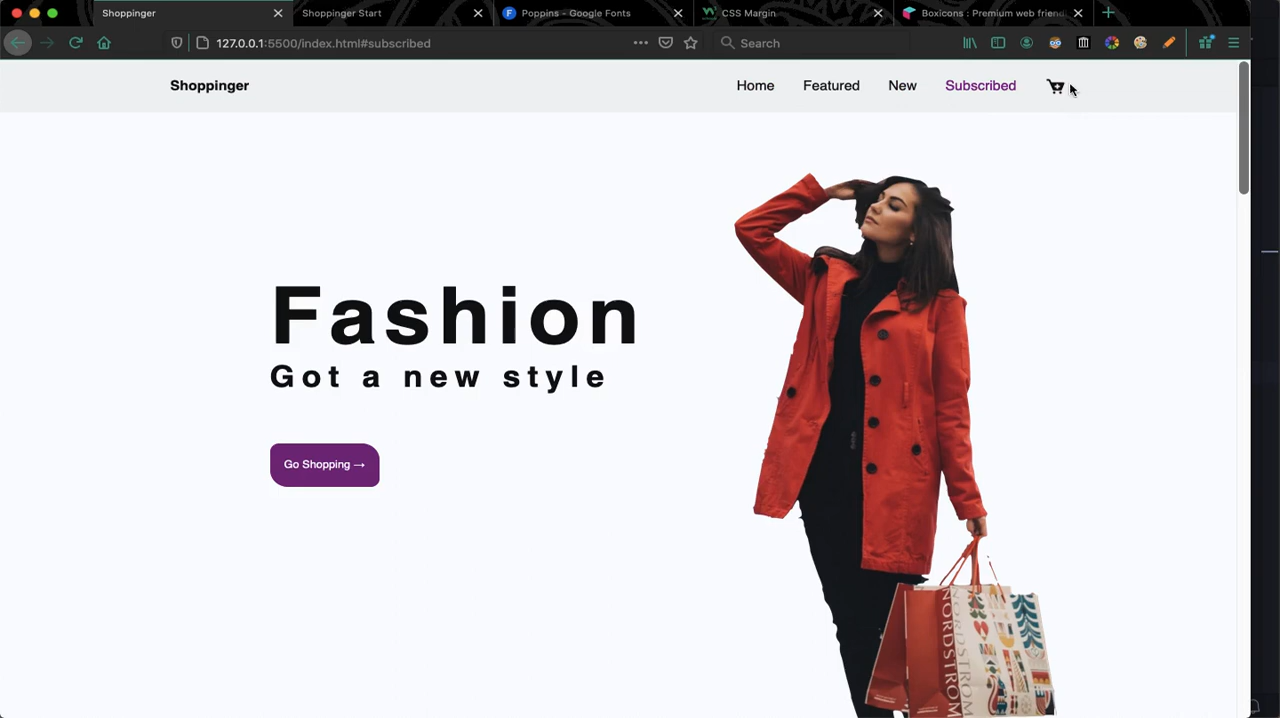 Shoppinger
Shoppinger Start
Poppins - Google Fonts
CSS Margin
Boxicons : Premium web friend
127.0.0.1:5500/index.html#subscribed
Search
Shoppinger
Home
Featured
New
Subscribed
Fashion
Got a new style
Go Shopping →
NORDSTROM
NORDSTROM